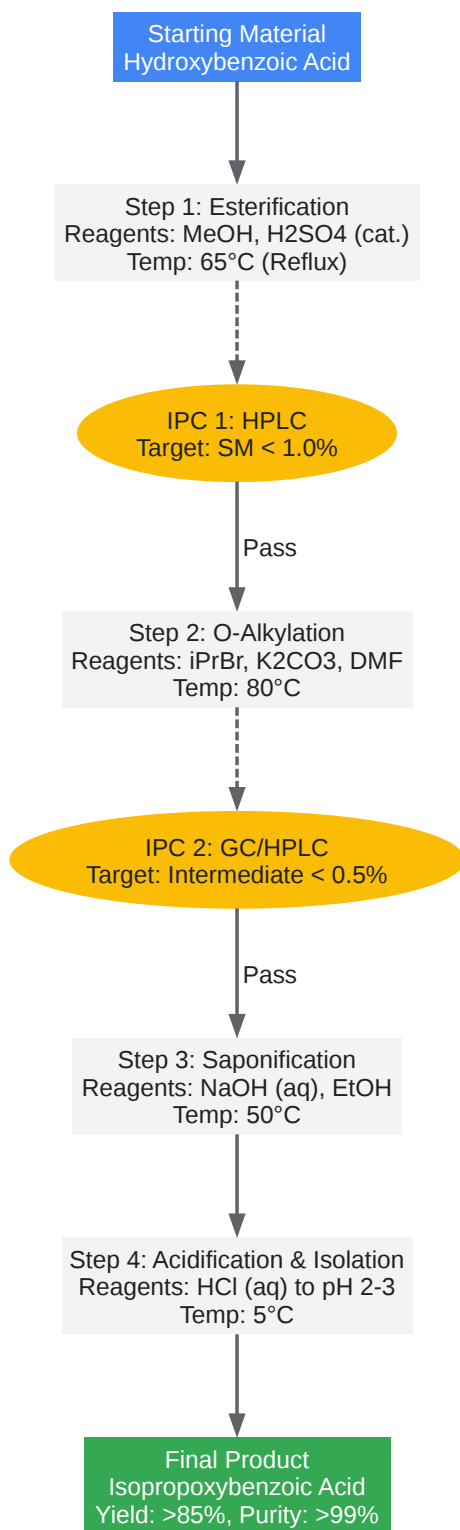 Starting Material
Hydroxybenzoic Acid
Step 1: Esterification
Reagents: MeOH, H2SO4 (cat.)
Temp: 65°C (Reflux)
IPC 1: HPLC
Target: SM < 1.0%
Pass
Step 2: O-Alkylation
Reagents: iPrBr, K2CO3, DMF
Temp: 80°C
IPC 2: GC/HPLC
Target: Intermediate < 0.5%
Pass
Step 3: Saponification
Reagents: NaOH (aq), EtOH
Temp: 50°C
Step 4: Acidification & Isolation
Reagents: HCl (aq) to pH 2-3
Temp: 5°C
Final Product
Isopropoxybenzoic Acid
Yield: >85%, Purity: >99%